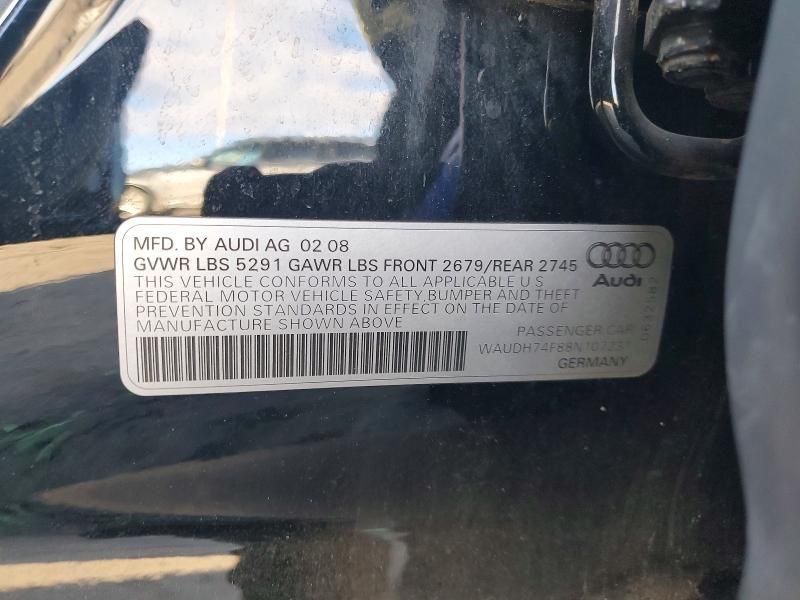 MFD. BY AUDI AG 02 08
GVWR LBS 5291 GAWR LBS FRONT 2679/REAR 2745
THIS VEHICLE CONFORMS TO ALL APPLICABLE U S
FEDERAL MOTOR VEHICLE SAFETY, BUMPER AND THEFT
PREVENTION STANDARDS IN EFFECT ON THE DATE OF
MANUFACTURE SHOWN ABOVE
Audi
PASSENGER CAR
WAUDH74F88N107231
GERMANY